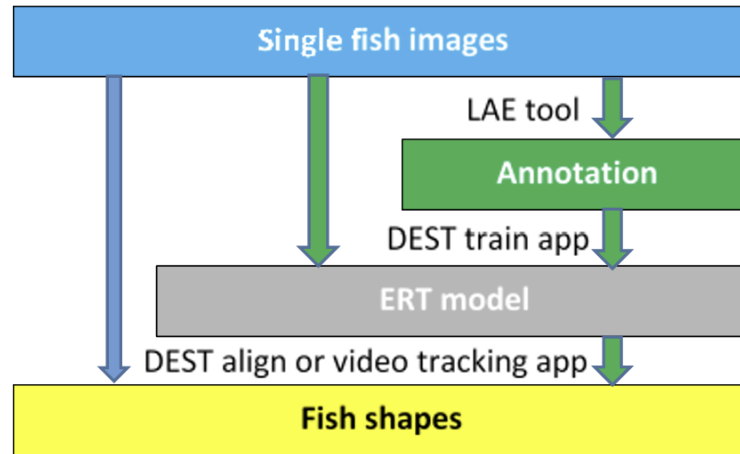 Single fish images
LAE tool
Annotation
DEST train app
ERT model
DEST align or video tracking app
Fish shapes